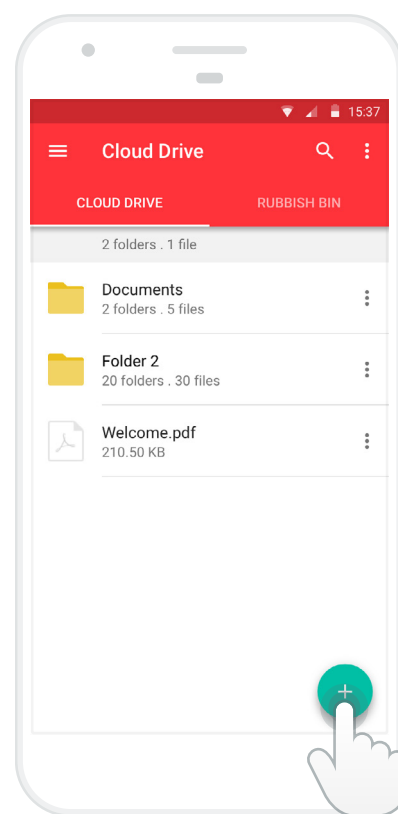 15:37
Cloud Drive
CLOUD DRIVE RUBBISH BIN
2 folders . 1 file
Documents
2 folders . 5 files
Folder 2
20 folders . 30 files
Welcome.pdf
210.50 KB